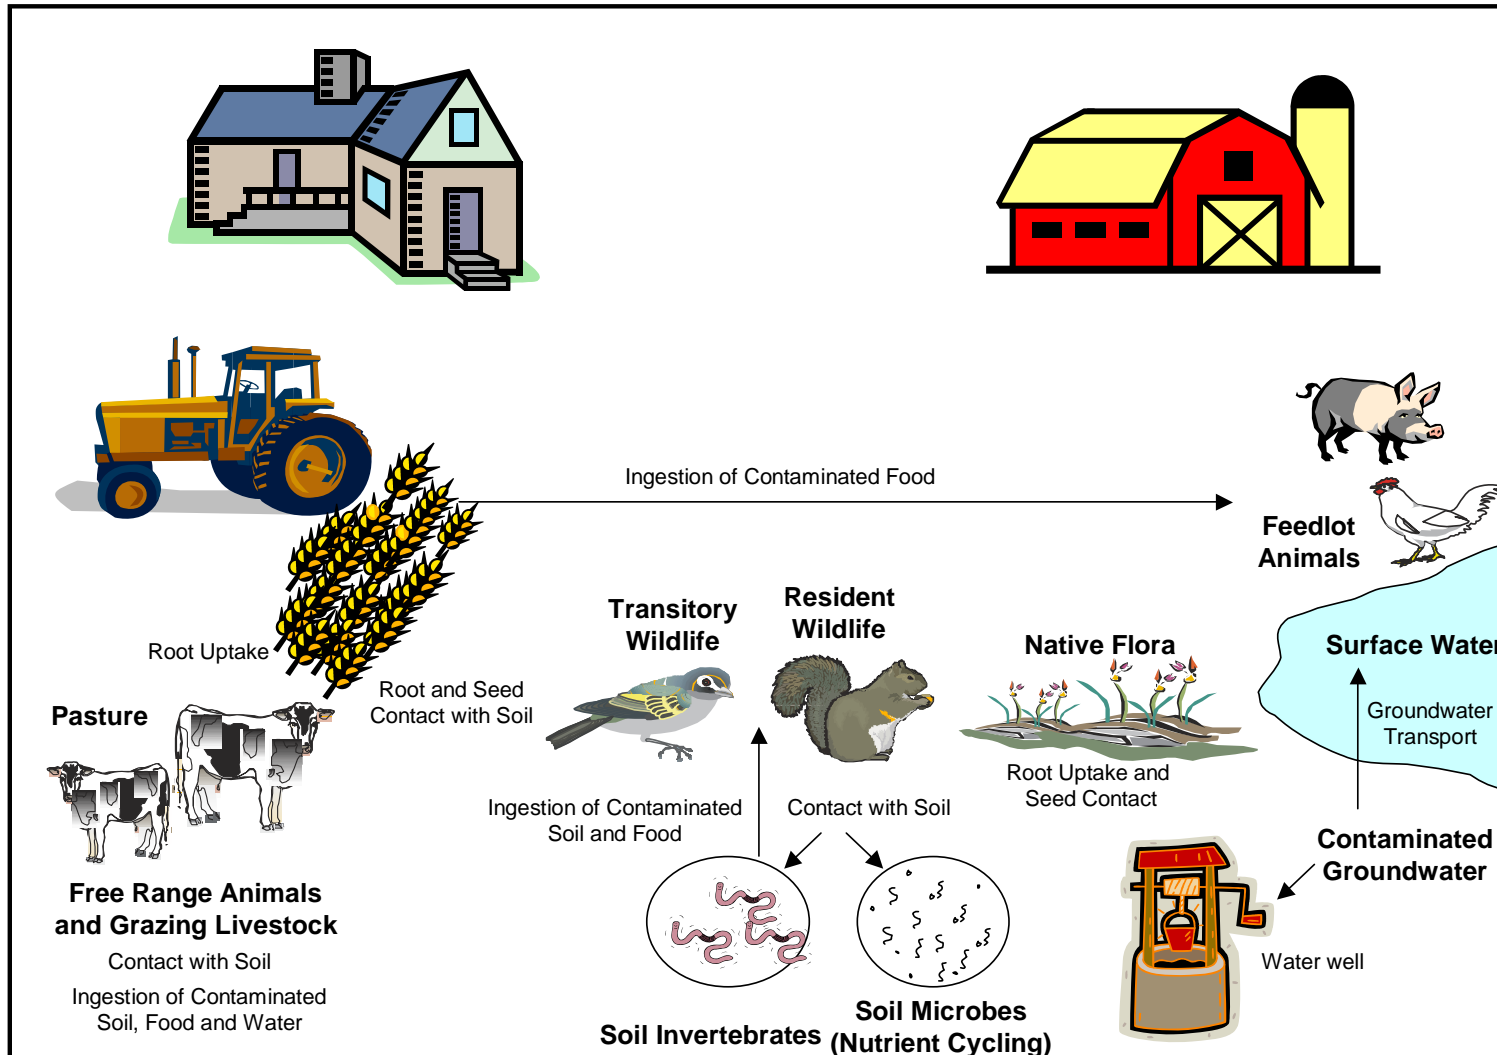 Ingestion of Contaminated Food
Feedlot
Animals
Transitory
Wildlife
Resident
Wildlife
Native Flora
Surface Water
Root Uptake
Root and Seed
Contact with Soil
Pasture
Groundwater
Transport
Root Uptake and
Seed Contact
Ingestion of Contaminated
Soil and Food
Contact with Soil
Contaminated
Groundwater
Free Range Animals
and Grazing Livestock
Contact with Soil
Ingestion of Contaminated
Soil, Food and Water
Water well
Soil Invertebrates
Soil Microbes
(Nutrient Cycling)